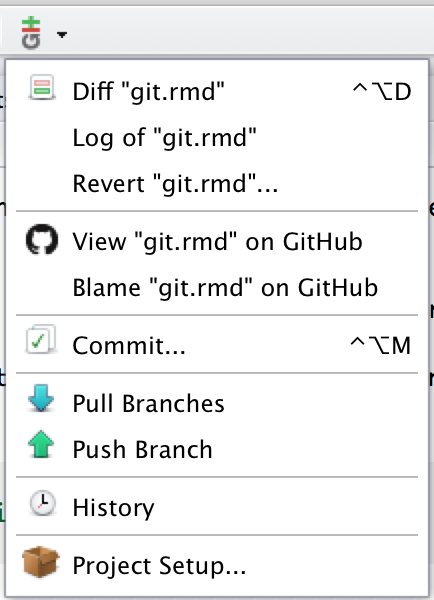 Git
Diff "git.rmd" ^⌥D
Log of "git.rmd"
Revert "git.rmd"...
View "git.rmd" on GitHub
Blame "git.rmd" on GitHub
Commit... ^⌥M
Pull Branches
Push Branch
History
Project Setup...